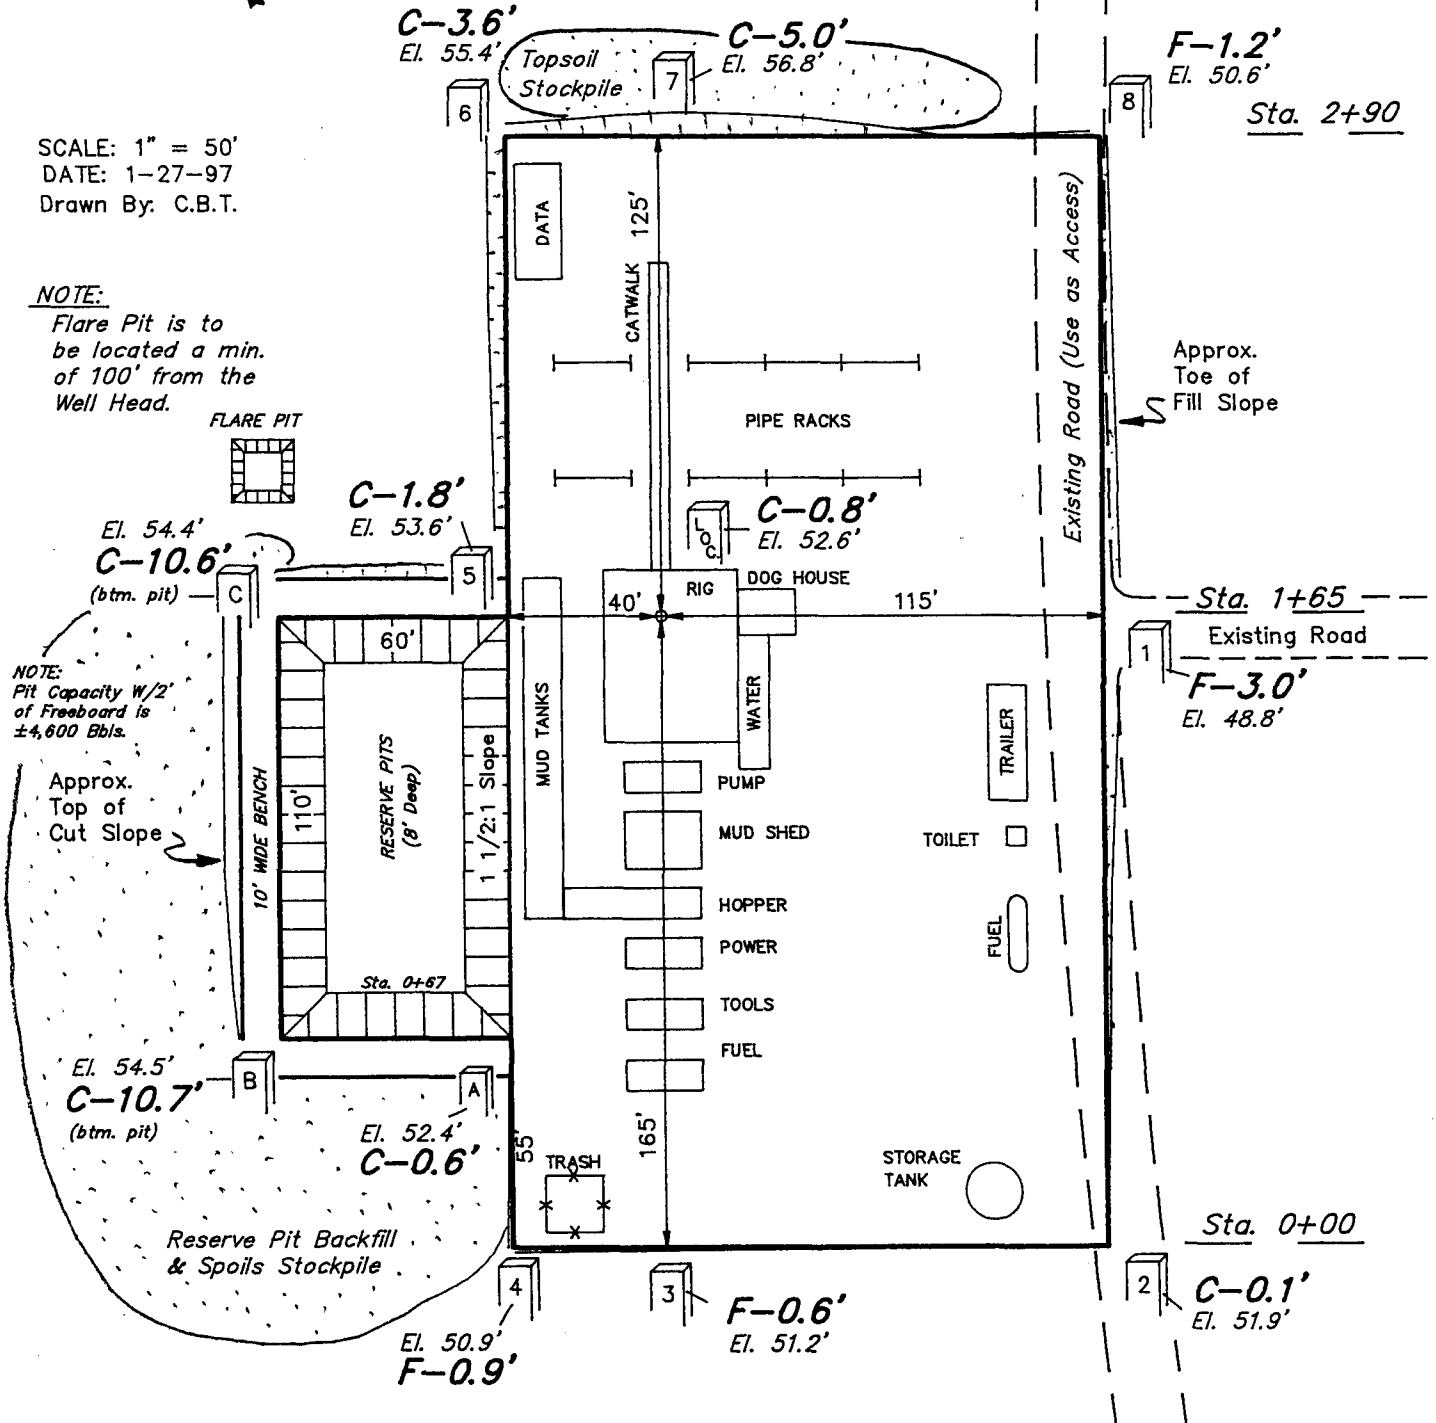 C-3.6'
El. 55.4'
C-5.0'
El. 56.8'
F-1.2'
El. 50.6'
Topsoil
Stockpile
6
7
8
Sta. 2+90
SCALE: 1" = 50'
DATE: 1-27-97
Drawn By: C.B.T.
DATA
125'
CATWALK
Existing Road (Use as Access)
NOTE:
Flare Pit is to
be located a min.
of 100' from the
Well Head.
FLARE PIT
Approx.
Toe of
Fill Slope
PIPE RACKS
C-1.8'
El. 53.6'
5
LOC.
C-0.8'
El. 52.6'
El. 54.4'
C-10.6'
(btm. pit)
C
RIG
DOG HOUSE
40'
115'
Sta. 1+65
Existing Road
1
F-3.0'
El. 48.8'
60'
NOTE:
Pit Capacity W/2'
of Freeboard is
±4,600 Bbls.
Approx.
Top of
Cut Slope
10' WIDE BENCH
110'
RESERVE PITS
(8' Deep)
1 1/2:1 Slope
MUD TANKS
WATER
TRAILER
PUMP
MUD SHED
TOILET
HOPPER
FUEL
POWER
Sta. 0+67
TOOLS
FUEL
El. 54.5'
C-10.7'
(btm. pit)
B
A
El. 52.4'
C-0.6'
55'
165'
TRASH
STORAGE
TANK
Reserve Pit Backfill
& Spoils Stockpile
Sta. 0+00
4
El. 50.9'
F-0.9'
3
F-0.6'
El. 51.2'
2
C-0.1'
El. 51.9'